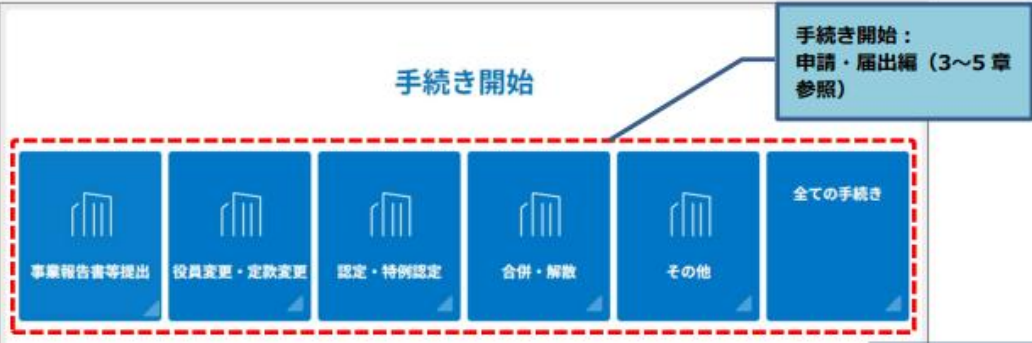 手続き開始：
申請・届出編（3～5 章
参照）
手続き開始
事業報告書等提出
役員変更・定款変更
認定・特例認定
合併・解散
その他
全ての手続き